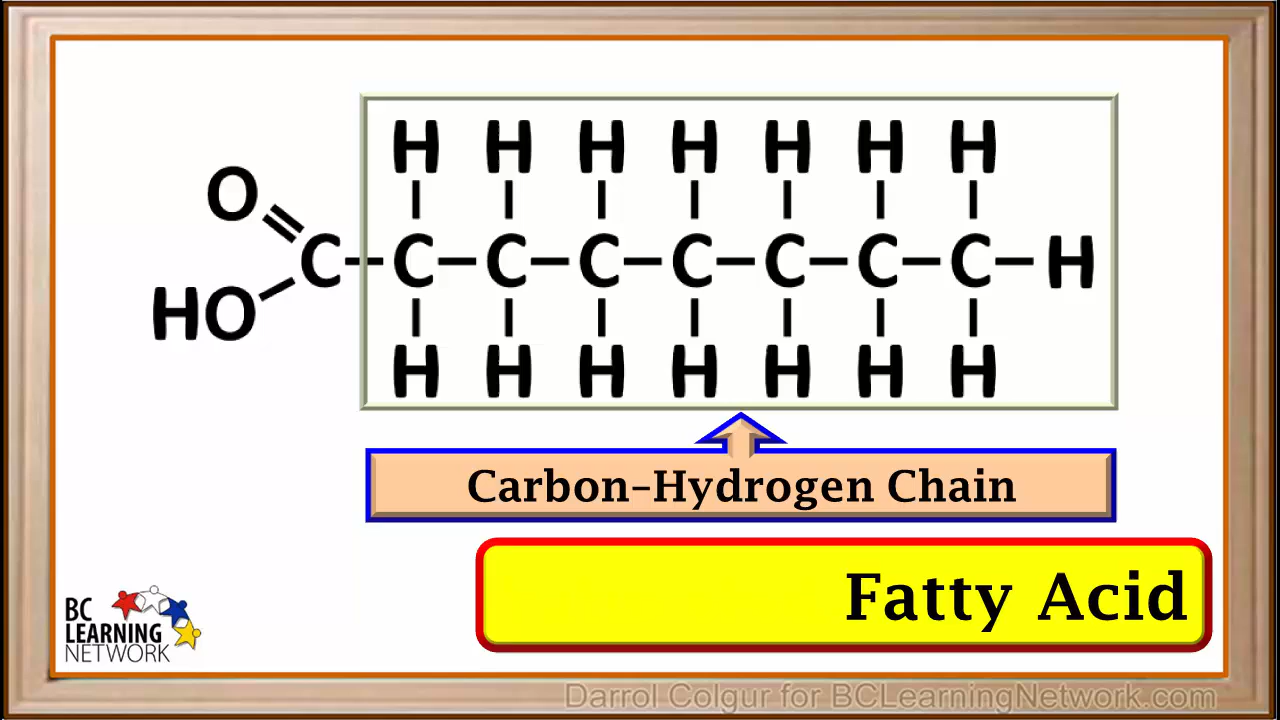 H H H H H H H
O
C C C C C C C C H
HO
H H H H H H H
Carbon-Hydrogen Chain
Fatty Acid
BC
LEARNING
NETWORK
Darrol Colgur for BCLearningNetwork.com